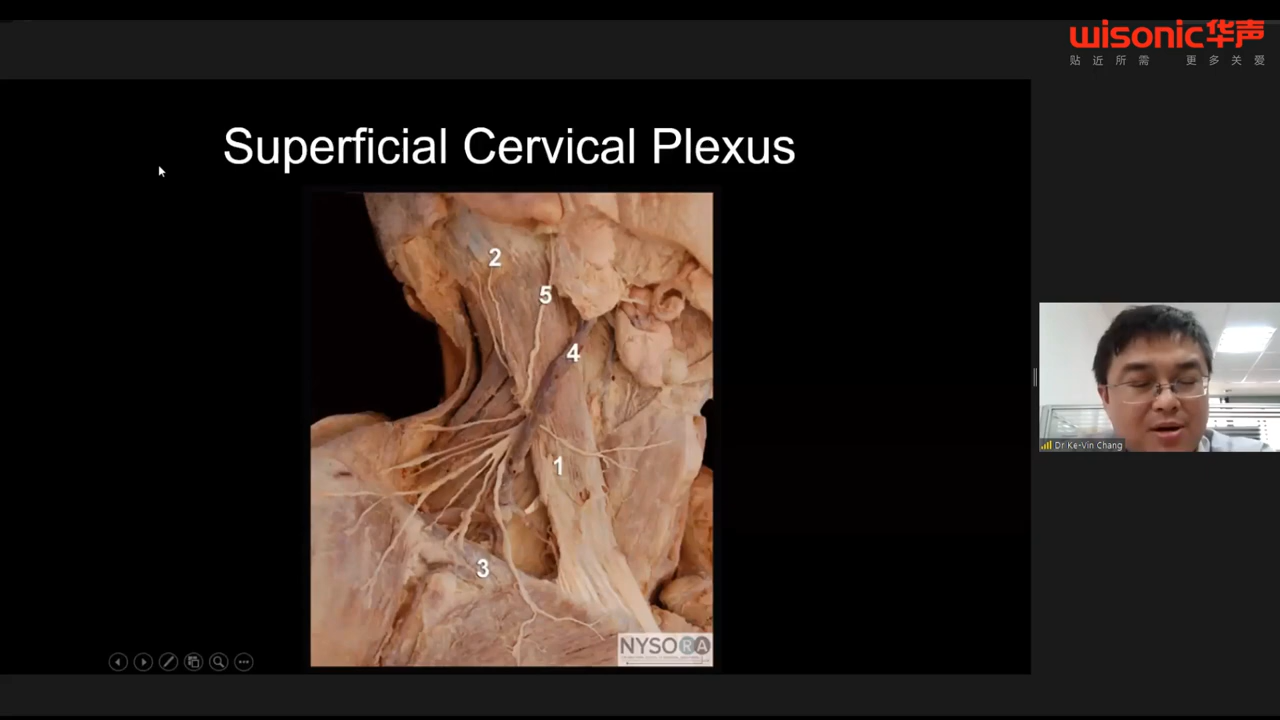 wisonic华声
贴近所需 更多关爱
Superficial Cervical Plexus
2
5
4
1
3
NYSORA
Dr Ke-Vin Chang